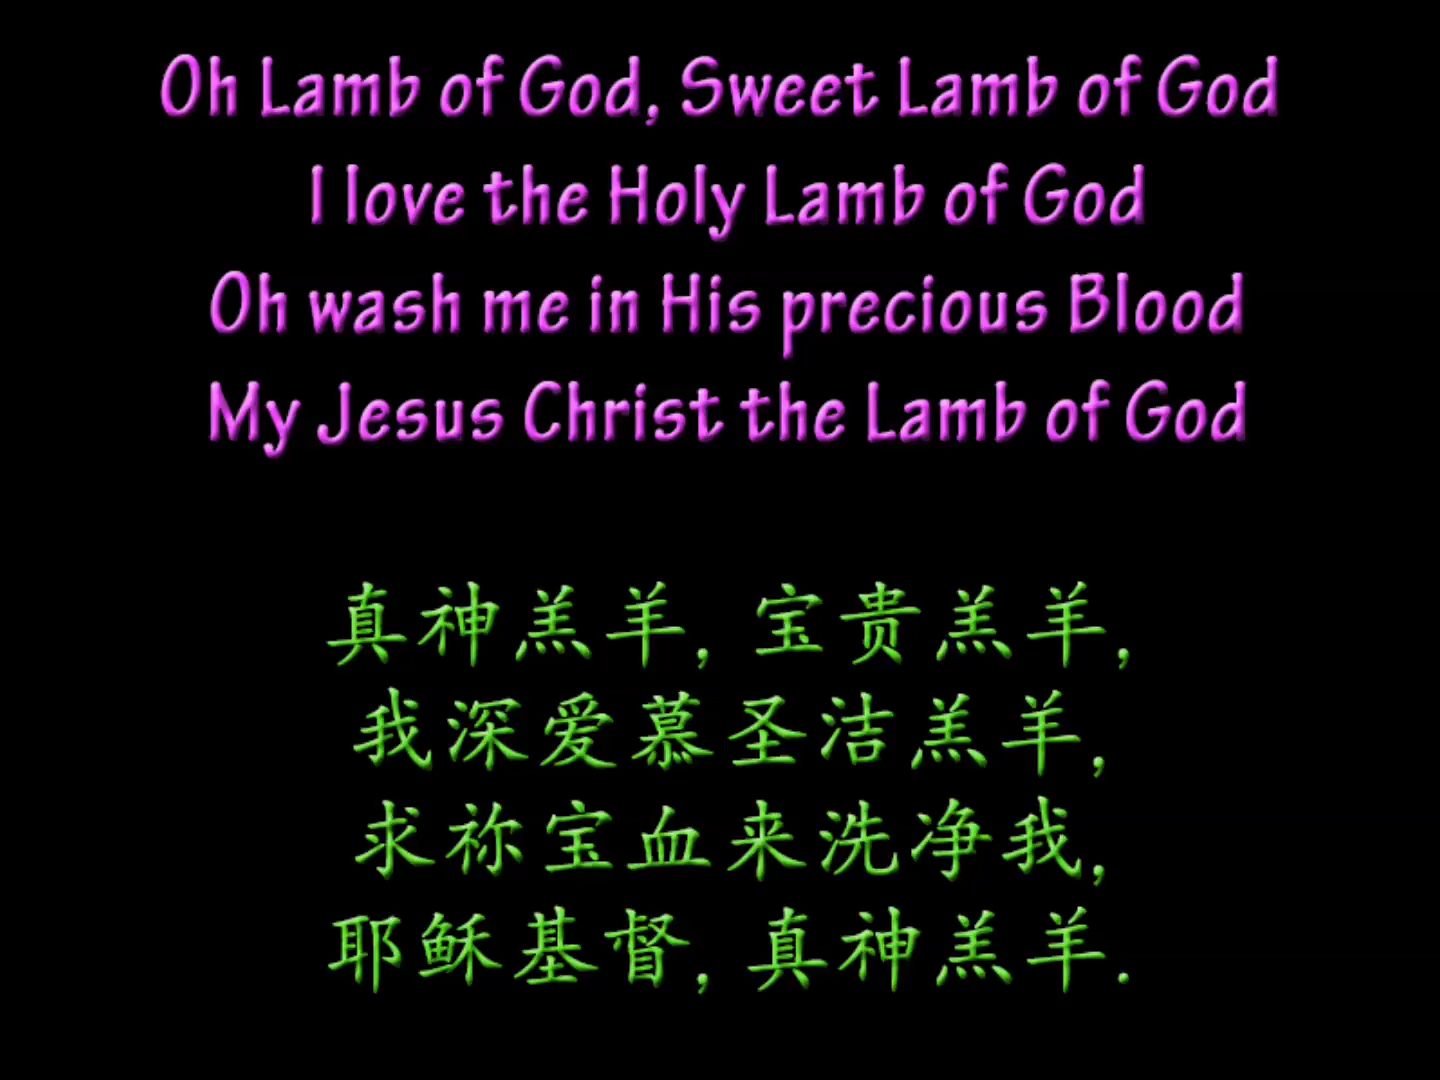 Oh Lamb of God, Sweet Lamb of God
I love the Holy Lamb of God
Oh wash me in His precious Blood
My Jesus Christ the Lamb of God
真神羔羊, 宝贵羔羊,
我深爱慕圣洁羔羊,
求祢宝血来洗净我,
耶稣基督, 真神羔羊.